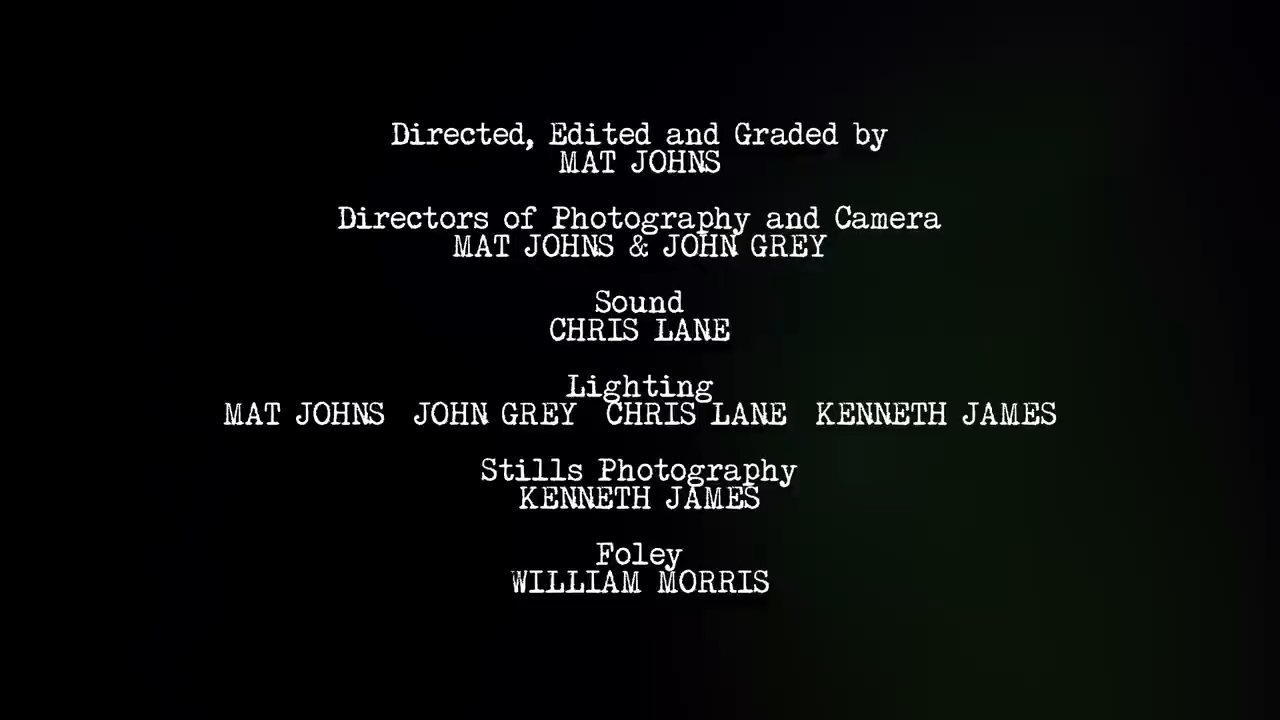 Directed, Edited and Graded by
MAT JOHNS
Directors of Photography and Camera
MAT JOHNS & JOHN GREY
Sound
CHRIS LANE
Lighting
MAT JOHNS JOHN GREY CHRIS LANE KENNETH JAMES
Stills Photography
KENNETH JAMES
Foley
WILLIAM MORRIS